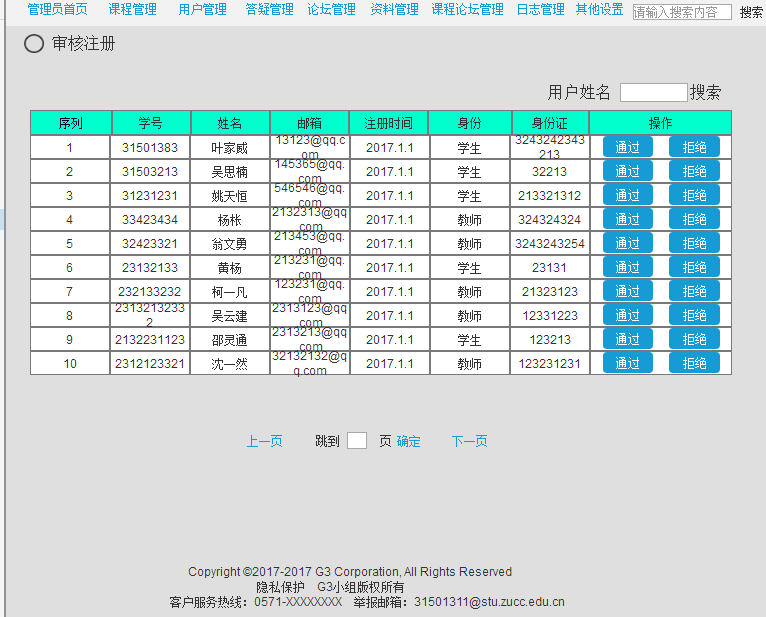 管理员首页 课程管理 用户管理 答疑管理 论坛管理 资料管理 课程论坛管理 日志管理 其他设置 请输入搜索内容 搜索
审核注册
用户姓名 搜索
序列 学号 姓名 邮箱 注册时间 身份 身份证 操作
1 31501383 叶家威 13123@qq.com 2017.1.1 学生 3243242343213 通过 拒绝
2 31503213 吴思楠 145365@qq.com 2017.1.1 学生 32213 通过 拒绝
3 31231231 姚天恒 546546@qq.com 2017.1.1 学生 213321312 通过 拒绝
4 33423434 杨枨 2132313@qq.com 2017.1.1 教师 324324324 通过 拒绝
5 32423321 翁文勇 213453@qq.com 2017.1.1 教师 3243243254 通过 拒绝
6 23132133 黄杨 213231@qq.com 2017.1.1 学生 23131 通过 拒绝
7 232133232 柯一凡 123231@qq.com 2017.1.1 教师 21323123 通过 拒绝
8 23132132332 吴云建 2313123@qq.com 2017.1.1 教师 12331223 通过 拒绝
9 2132231123 邵灵通 2313213@qq.com 2017.1.1 学生 123213 通过 拒绝
10 2312123321 沈一然 32132132@qq.com 2017.1.1 教师 123231231 通过 拒绝
上一页 跳到 页 确定 下一页
Copyright ©2017-2017 G3 Corporation, All Rights Reserved
隐私保护 G3小组版权所有
客户服务热线：0571-XXXXXXXX 举报邮箱：31501311@stu.zucc.edu.cn